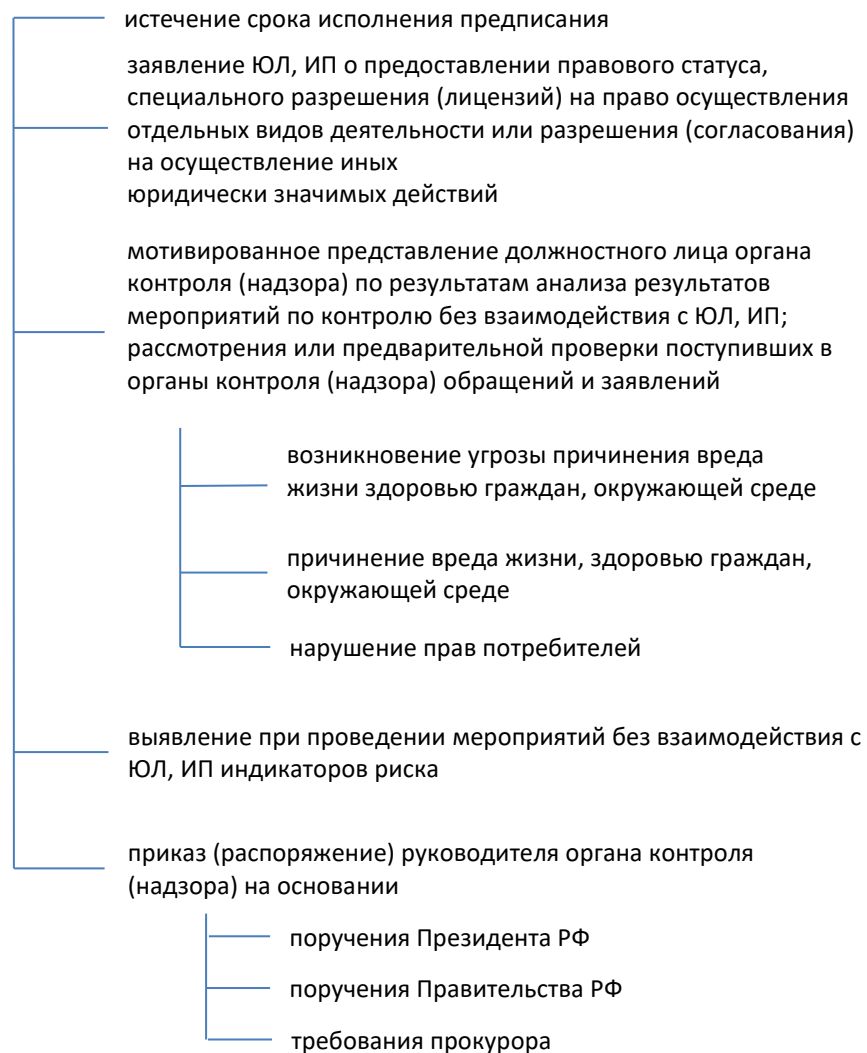 истечение срока исполнения предписания
заявление ЮЛ, ИП о предоставлении правового статуса,
специального разрешения (лицензий) на право осуществления
отдельных видов деятельности или разрешения (согласования)
на осуществление иных
юридически значимых действий
мотивированное представление должностного лица органа
контроля (надзора) по результатам анализа результатов
мероприятий по контролю без взаимодействия с ЮЛ, ИП;
рассмотрения или предварительной проверки поступивших в
органы контроля (надзора) обращений и заявлений
возникновение угрозы причинения вреда
жизни здоровью граждан, окружающей среде
причинение вреда жизни, здоровью граждан,
окружающей среде
нарушение прав потребителей
выявление при проведении мероприятий без взаимодействия с
ЮЛ, ИП индикаторов риска
приказ (распоряжение) руководителя органа контроля
(надзора) на основании
поручения Президента РФ
поручения Правительства РФ
требования прокурора